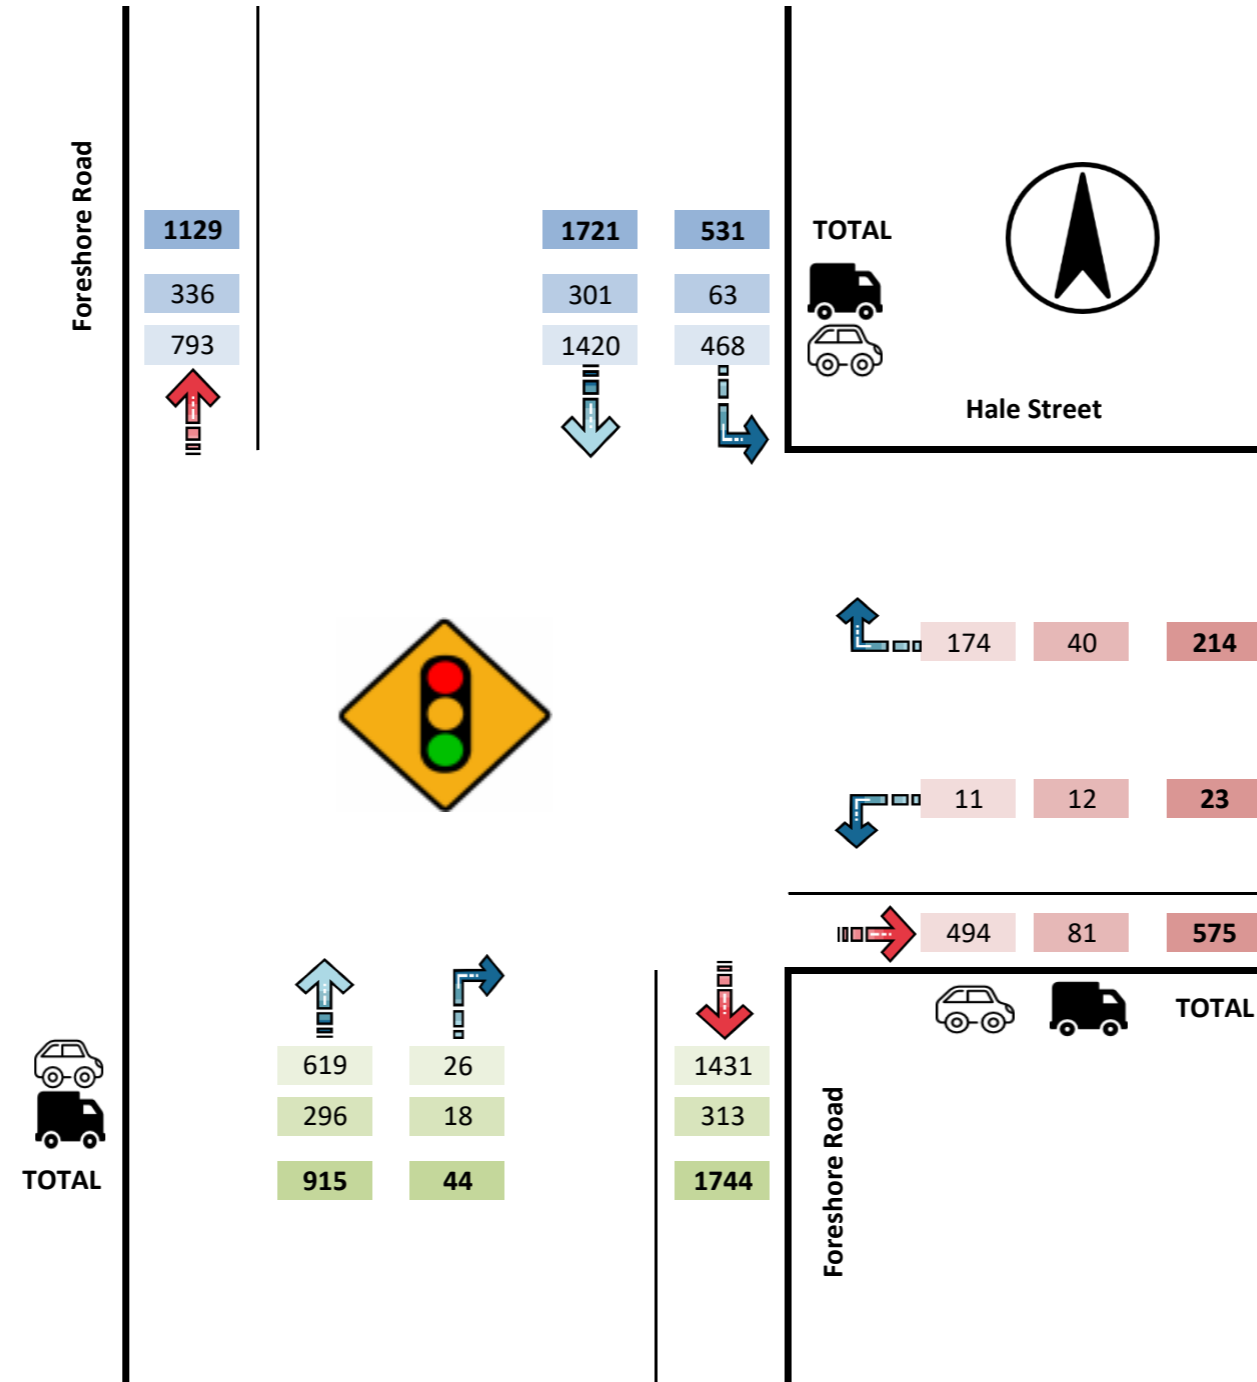 Foreshore Road
1129 1721 531 TOTAL
336 301 63
793 1420 468
Hale Street
174 40 214
11 12 23
494 81 575
TOTAL
619 26 1431
296 18 313
TOTAL 915 44 1744
Foreshore Road